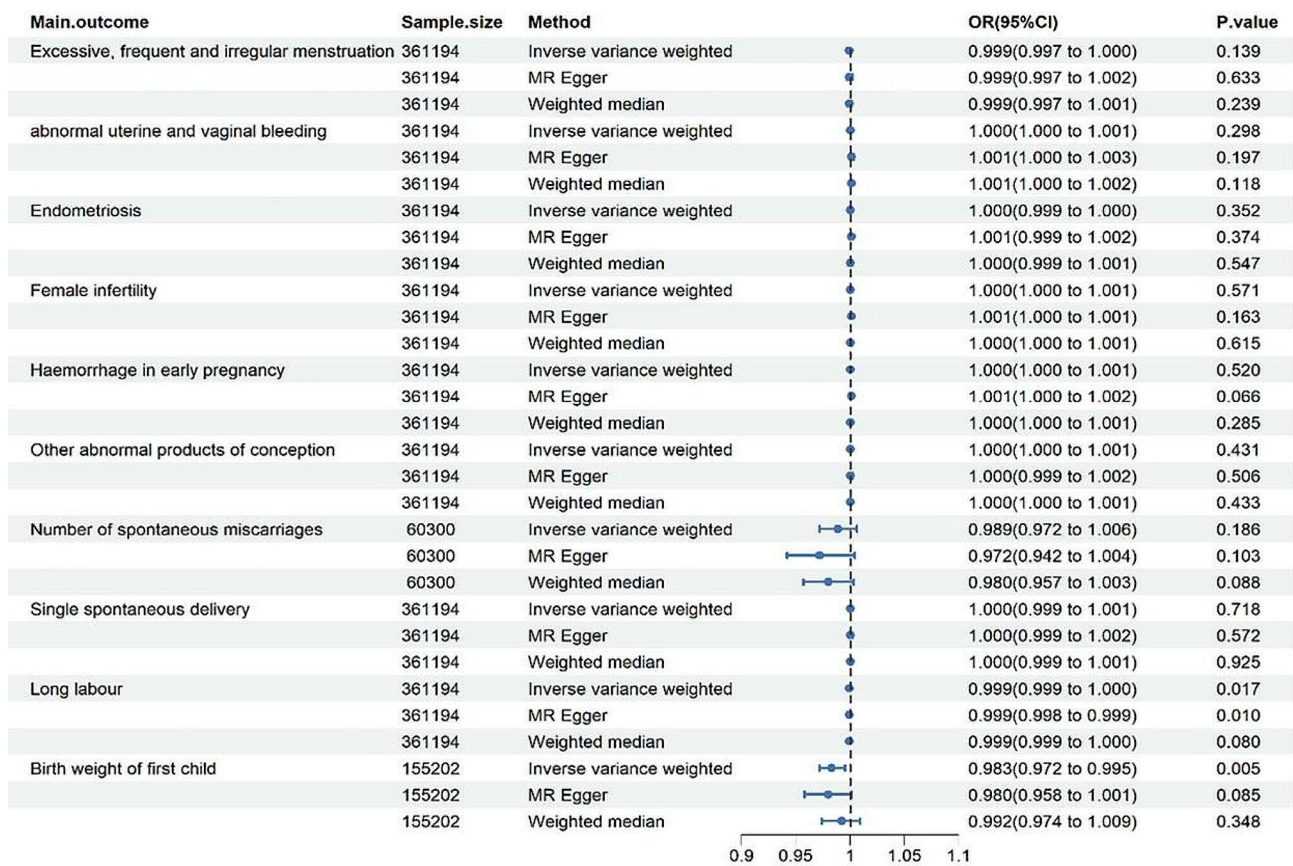 Main.outcome Sample.size Method OR(95%CI) P.value
Excessive, frequent and irregular menstruation 361194 Inverse variance weighted 0.999(0.997 to 1.000) 0.139
361194 MR Egger 0.999(0.997 to 1.002) 0.633
361194 Weighted median 0.999(0.997 to 1.001) 0.239
abnormal uterine and vaginal bleeding 361194 Inverse variance weighted 1.000(1.000 to 1.001) 0.298
361194 MR Egger 1.001(1.000 to 1.003) 0.197
361194 Weighted median 1.001(1.000 to 1.002) 0.118
Endometriosis 361194 Inverse variance weighted 1.000(0.999 to 1.000) 0.352
361194 MR Egger 1.001(0.999 to 1.002) 0.374
361194 Weighted median 1.000(0.999 to 1.001) 0.547
Female infertility 361194 Inverse variance weighted 1.000(1.000 to 1.001) 0.571
361194 MR Egger 1.001(1.000 to 1.001) 0.163
361194 Weighted median 1.000(1.000 to 1.001) 0.615
Haemorrhage in early pregnancy 361194 Inverse variance weighted 1.000(1.000 to 1.001) 0.520
361194 MR Egger 1.001(1.000 to 1.002) 0.066
361194 Weighted median 1.000(1.000 to 1.001) 0.285
Other abnormal products of conception 361194 Inverse variance weighted 1.000(1.000 to 1.001) 0.431
361194 MR Egger 1.000(0.999 to 1.002) 0.506
361194 Weighted median 1.000(1.000 to 1.001) 0.433
Number of spontaneous miscarriages 60300 Inverse variance weighted 0.989(0.972 to 1.006) 0.186
60300 MR Egger 0.972(0.942 to 1.004) 0.103
60300 Weighted median 0.980(0.957 to 1.003) 0.088
Single spontaneous delivery 361194 Inverse variance weighted 1.000(0.999 to 1.001) 0.718
361194 MR Egger 1.000(0.999 to 1.002) 0.572
361194 Weighted median 1.000(0.999 to 1.001) 0.925
Long labour 361194 Inverse variance weighted 0.999(0.999 to 1.000) 0.017
361194 MR Egger 0.999(0.998 to 0.999) 0.010
361194 Weighted median 0.999(0.999 to 1.000) 0.080
Birth weight of first child 155202 Inverse variance weighted 0.983(0.972 to 0.995) 0.005
155202 MR Egger 0.980(0.958 to 1.001) 0.085
155202 Weighted median 0.992(0.974 to 1.009) 0.348
0.9 0.95 1 1.05 1.1